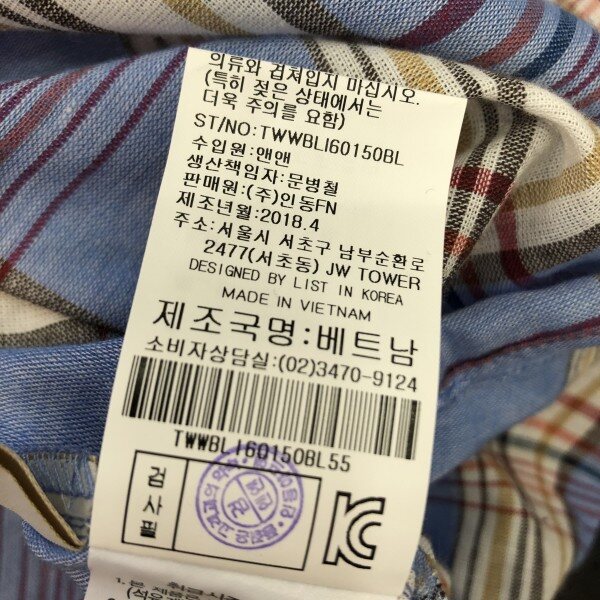 의류와 겹쳐입지 마십시오.
(특히 젖은 상태에서는
더욱 주의를 요함)
ST/NO:TWWBLI60150BL
수입원:앤앤
생산책임자:문병철
판매원:(주)인동FN
제조년월:2018.4
주소:서울시 서초구 남부순환로
2477(서초동) JW TOWER
DESIGNED BY LIST IN KOREA
MADE IN VIETNAM
제조국명:베트남
소비자상담실:(02)3470-9124
TWWBLI60150BL55
검사필